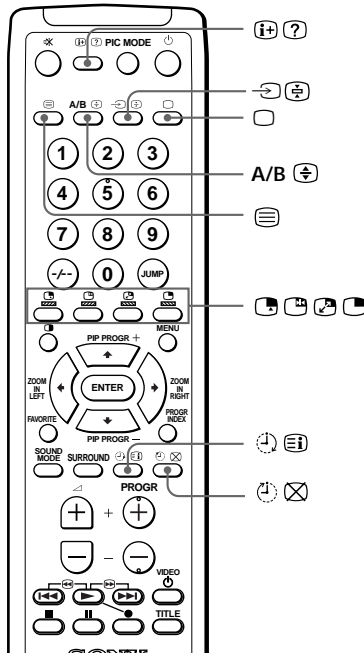 PIC MODE
A/B
A/B
1 2 3
4 5 6
7 8 9
-/-- 0 JUMP
PIP PROGR +
MENU
ZOOM IN LEFT
ENTER
ZOOM IN RIGHT
FAVORITE
PIP PROGR –
PROGR INDEX
SOUND MODE
SURROUND
PROGR
+ + +
– – –
VIDEO
TITLE